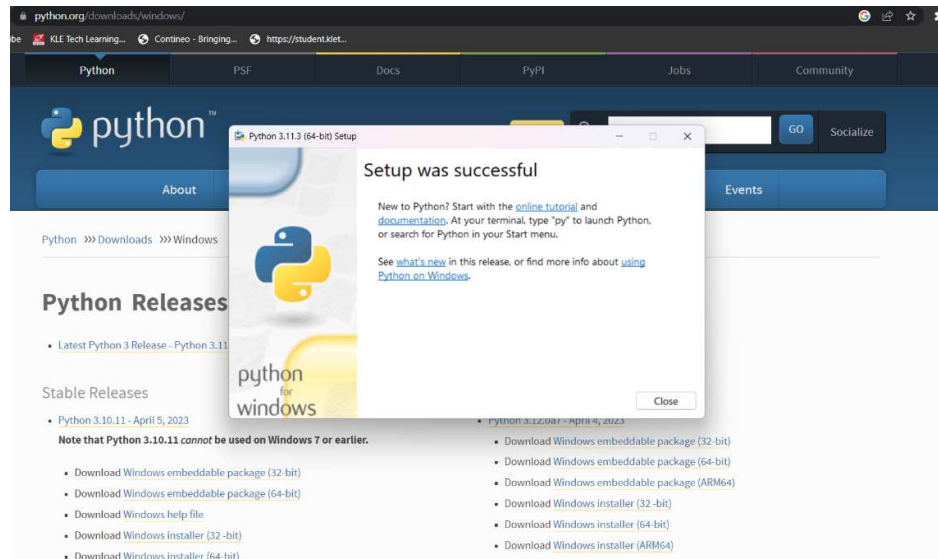 python.org/downloads/windows/
be KLE Tech Learning... Contineo - Bringing... https://student.klet...
Python PSF Docs PyPI Jobs Community
python™
GO Socialize
About Events
Python >>> Downloads >>> Windows
Python 3.11.3 (64-bit) Setup
Setup was successful
New to Python? Start with the online tutorial and
documentation. At your terminal, type "py" to launch Python,
or search for Python in your Start menu.
See what's new in this release, or find more info about using
Python on Windows.
python
for
windows
Close
Python Releases
Latest Python 3 Release - Python 3.11
Stable Releases
Python 3.10.11 - April 5, 2023
Note that Python 3.10.11 cannot be used on Windows 7 or earlier.
Download Windows embeddable package (32-bit)
Download Windows embeddable package (64-bit)
Download Windows help file
Download Windows installer (32 -bit)
Download Windows installer (64-bit)
Python 3.12.0a7 - April 4, 2023
Download Windows embeddable package (32-bit)
Download Windows embeddable package (64-bit)
Download Windows embeddable package (ARM64)
Download Windows installer (32 -bit)
Download Windows installer (64-bit)
Download Windows installer (ARM64)